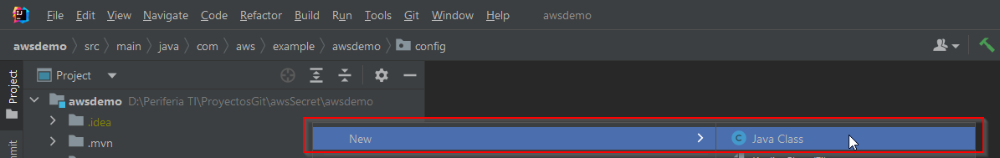 File Edit View Navigate Code Refactor Build Run Tools Git Window Help awsdemo
awsdemo src main java com aws example awsdemo config
Project
Project
awsdemo D:\Periferia TI\ProyectosGit\awsSecret\awsdemo
.idea
New Java Class
.mvn